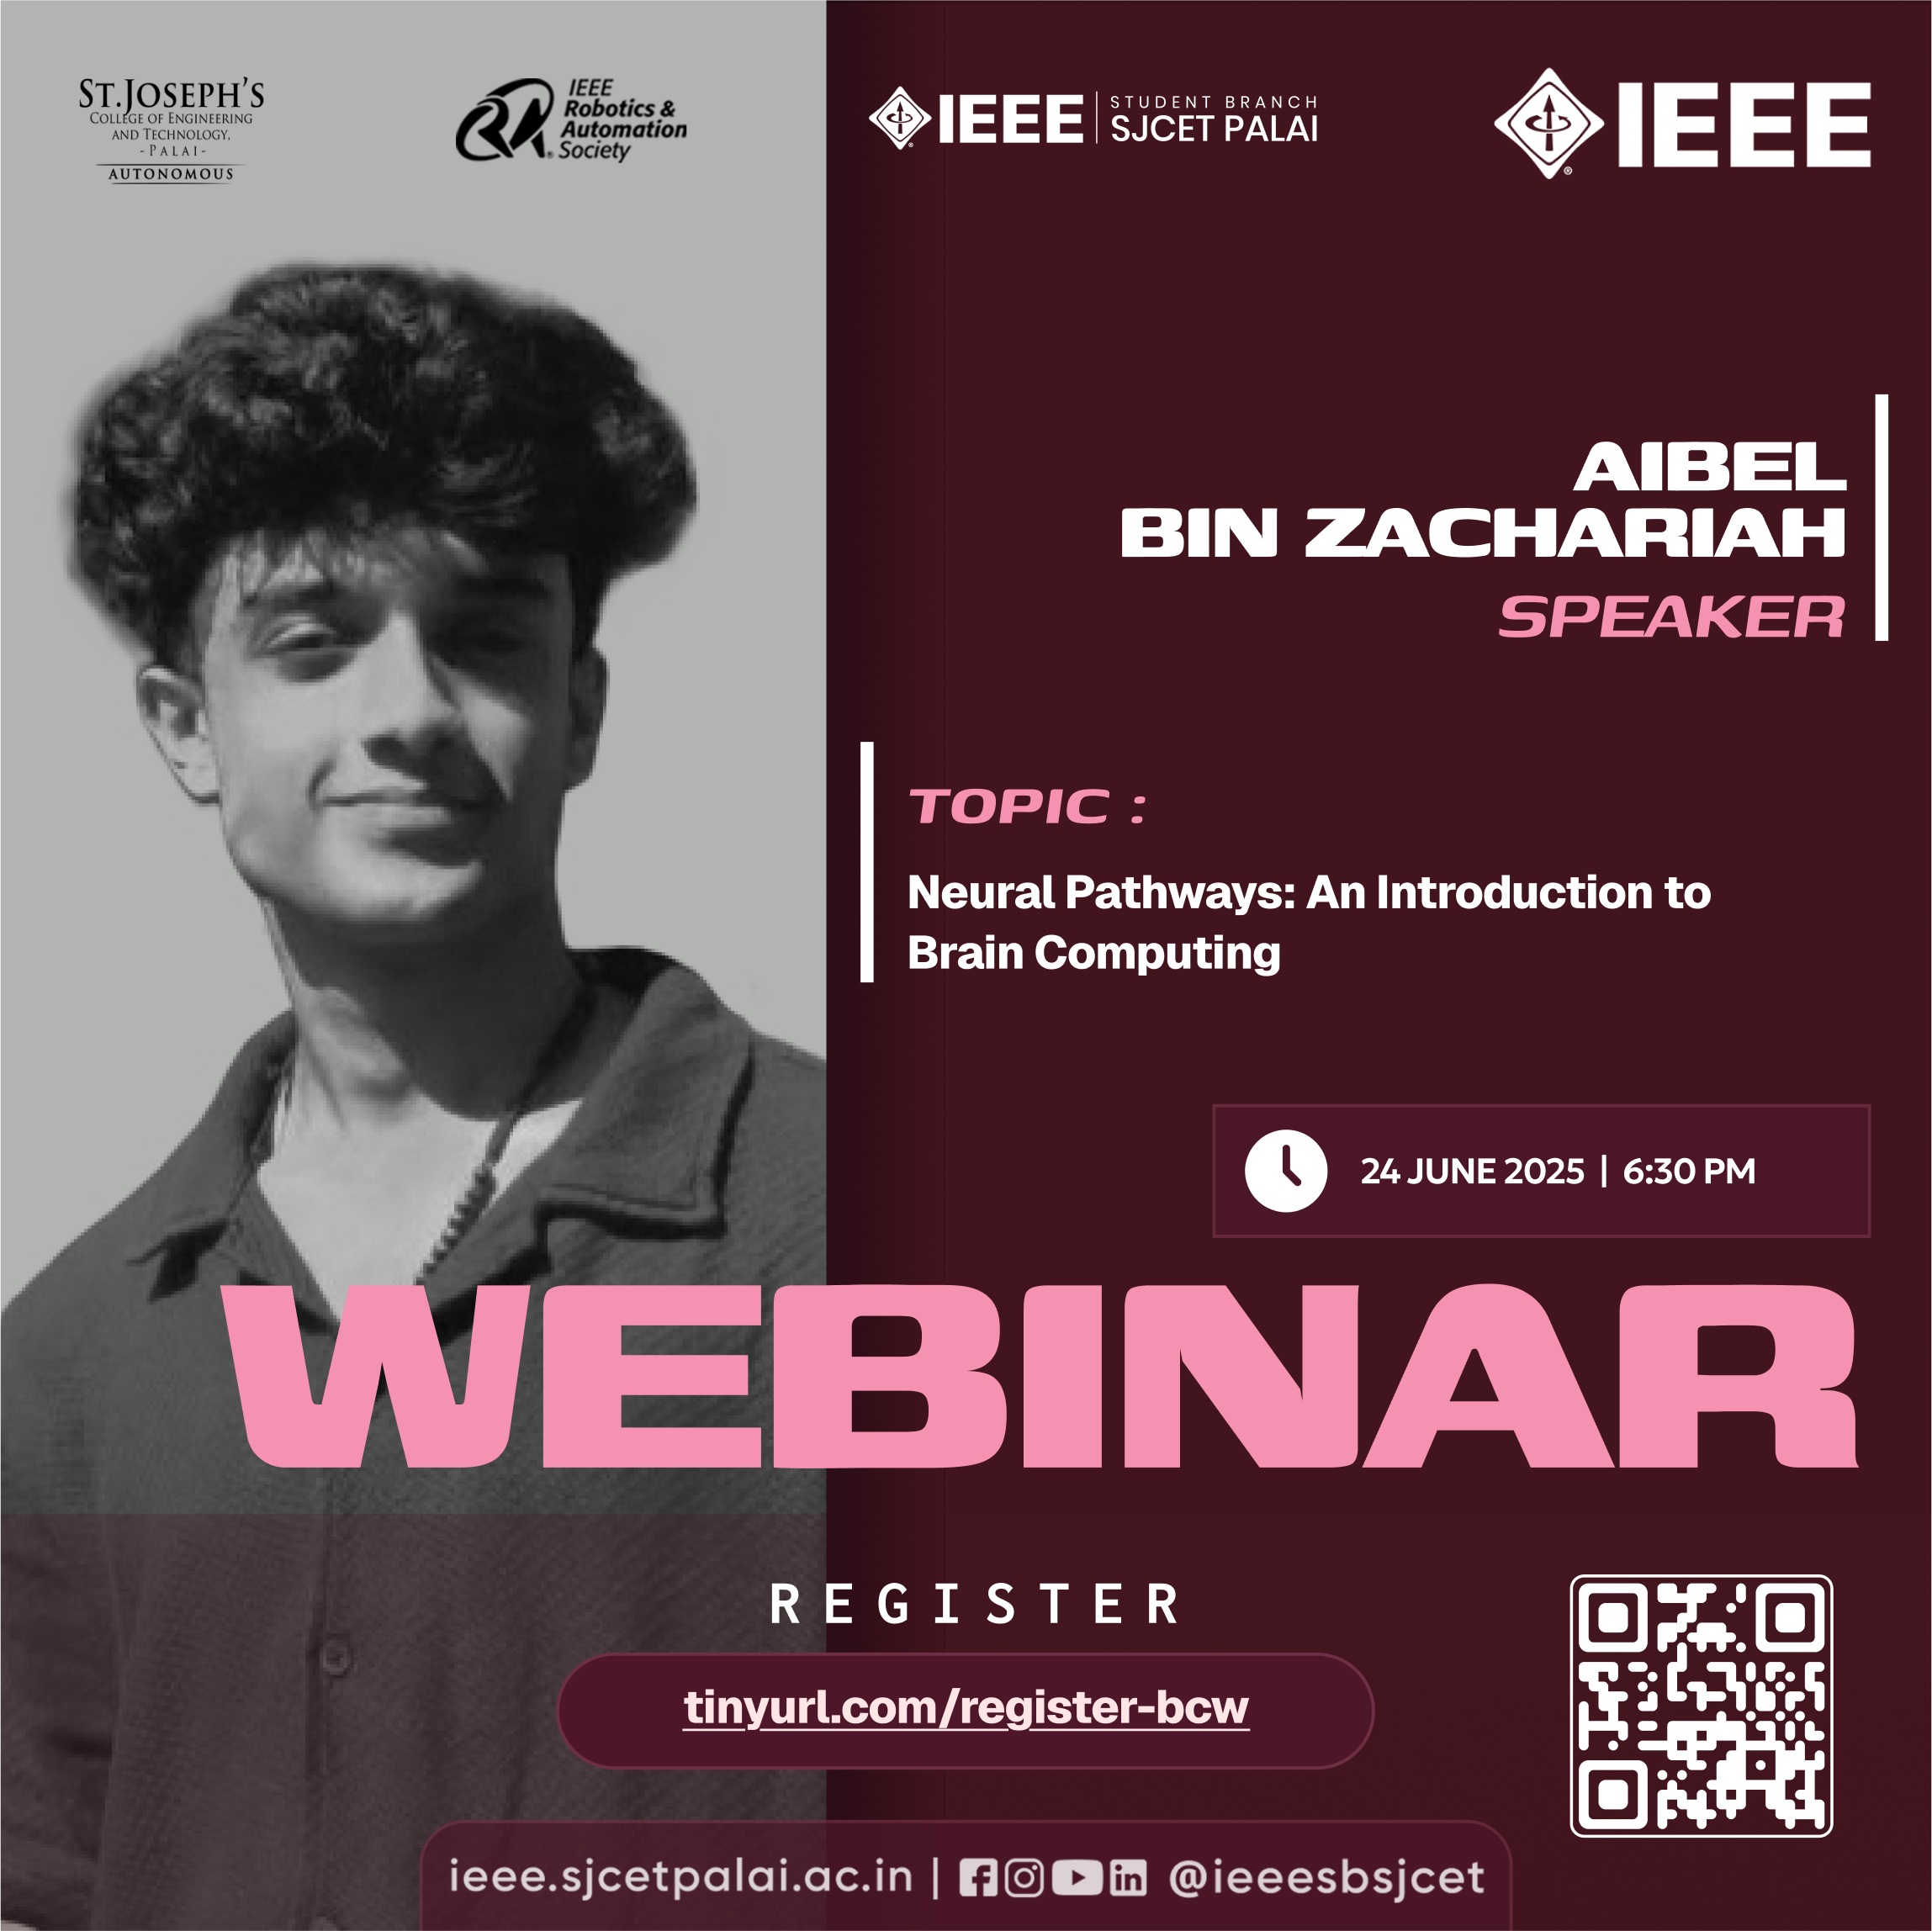 ST.JOSEPH'S
COLLEGE OF ENGINEERING
AND TECHNOLOGY,
- PALAI -
AUTONOMOUS
IEEE
Robotics &
Automation
Society
IEEE
STUDENT BRANCH
SJCET PALAI
IEEE
AIBEL
BIN ZACHARIAH
SPEAKER
TOPIC :
Neural Pathways: An Introduction to
Brain Computing
24 JUNE 2025 | 6:30 PM
WEBINAR
REGISTER
tinyurl.com/register-bcw
ieee.sjcetpalai.ac.in | @ieeesbsjcet